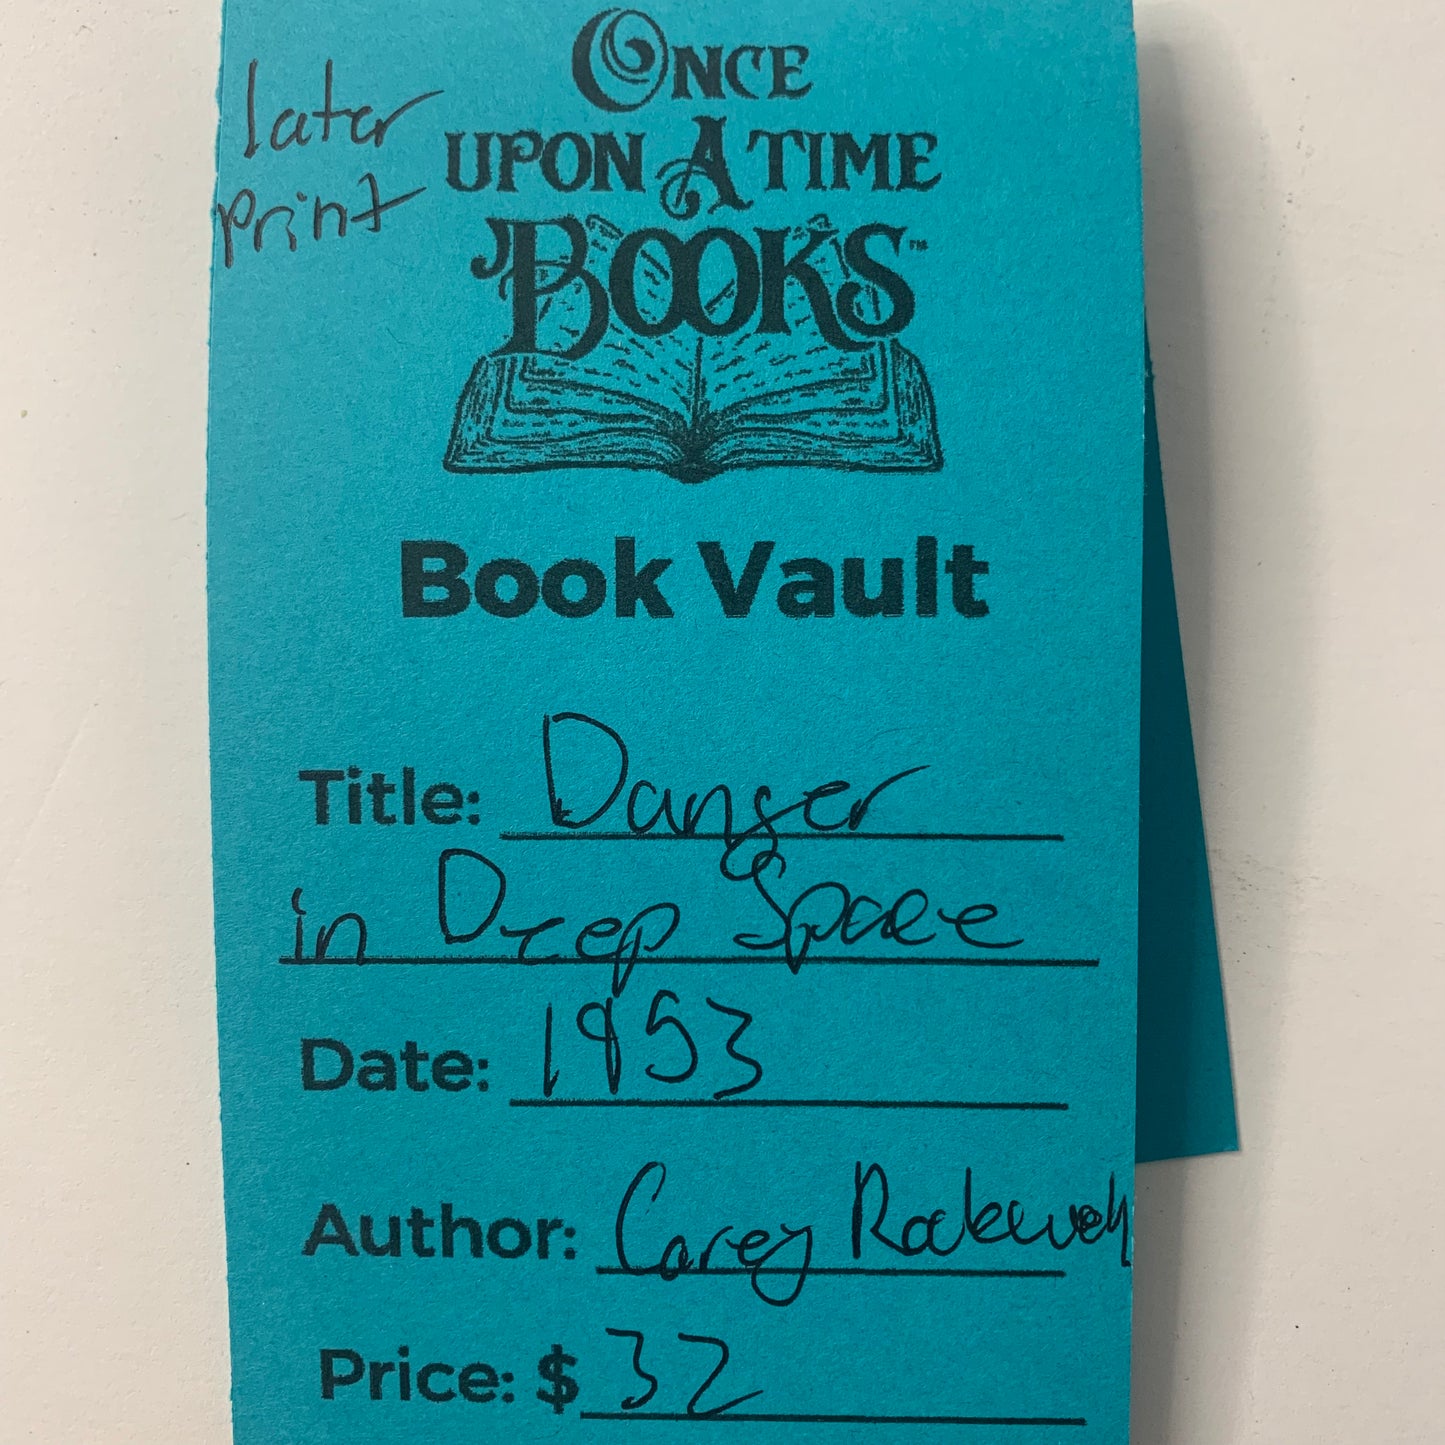 later
print
ONCE
UPON A TIME
BOOKS™
Book Vault
Title: Danger
in Deep Space
Date: 1953
Author: Carey Rockwell
Price: $ 32